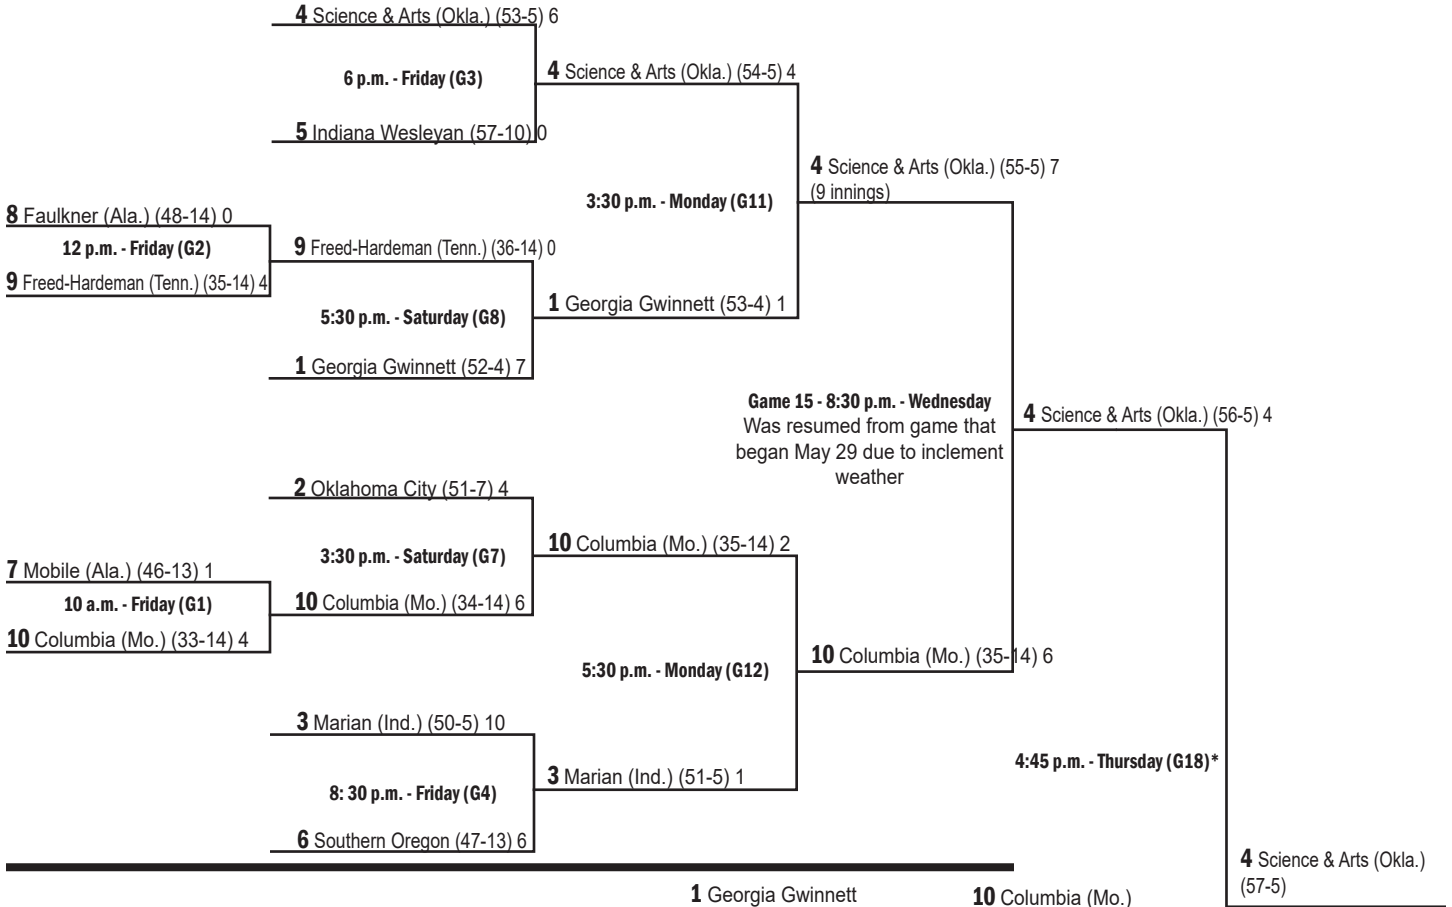 4 Science & Arts (Okla.) (53-5) 6
6 p.m. - Friday (G3)
5 Indiana Wesleyan (57-10) 0
4 Science & Arts (Okla.) (54-5) 4
8 Faulkner (Ala.) (48-14) 0
12 p.m. - Friday (G2)
9 Freed-Hardeman (Tenn.) (35-14) 4
9 Freed-Hardeman (Tenn.) (36-14) 0
5:30 p.m. - Saturday (G8)
1 Georgia Gwinnett (52-4) 7
1 Georgia Gwinnett (53-4) 1
3:30 p.m. - Monday (G11)
4 Science & Arts (Okla.) (55-5) 7
(9 innings)
Game 15 - 8:30 p.m. - Wednesday
Was resumed from game that
began May 29 due to inclement
weather
4 Science & Arts (Okla.) (56-5) 4
2 Oklahoma City (51-7) 4
3:30 p.m. - Saturday (G7)
7 Mobile (Ala.) (46-13) 1
10 a.m. - Friday (G1)
10 Columbia (Mo.) (33-14) 4
10 Columbia (Mo.) (34-14) 6
10 Columbia (Mo.) (35-14) 2
5:30 p.m. - Monday (G12)
10 Columbia (Mo.) (35-14) 6
3 Marian (Ind.) (50-5) 10
8: 30 p.m. - Friday (G4)
6 Southern Oregon (47-13) 6
3 Marian (Ind.) (51-5) 1
4:45 p.m. - Thursday (G18)*
4 Science & Arts (Okla.)
(57-5)
1 Georgia Gwinnett
10 Columbia (Mo.)